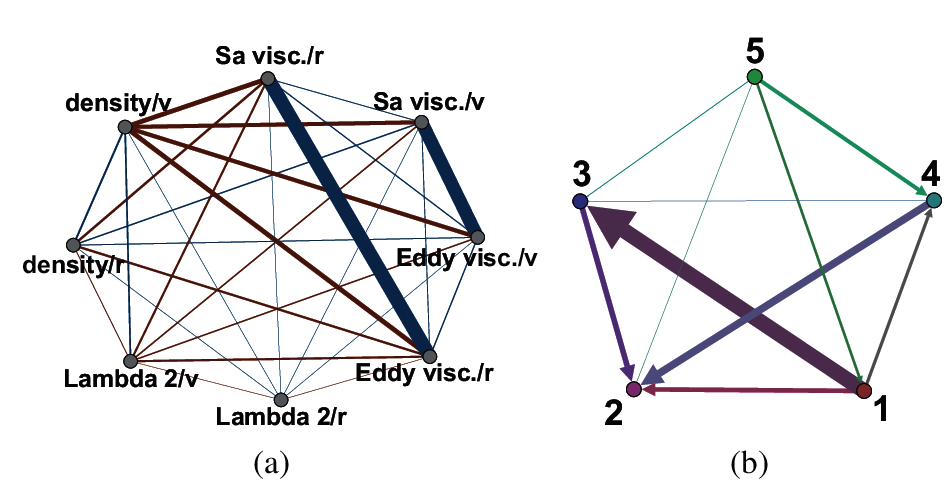 Sa visc./r
density/v
Sa visc./v
density/r
Eddy visc./v
Lambda 2/v
Eddy visc./r
Lambda 2/r
(a)
5
3
4
2
1
(b)